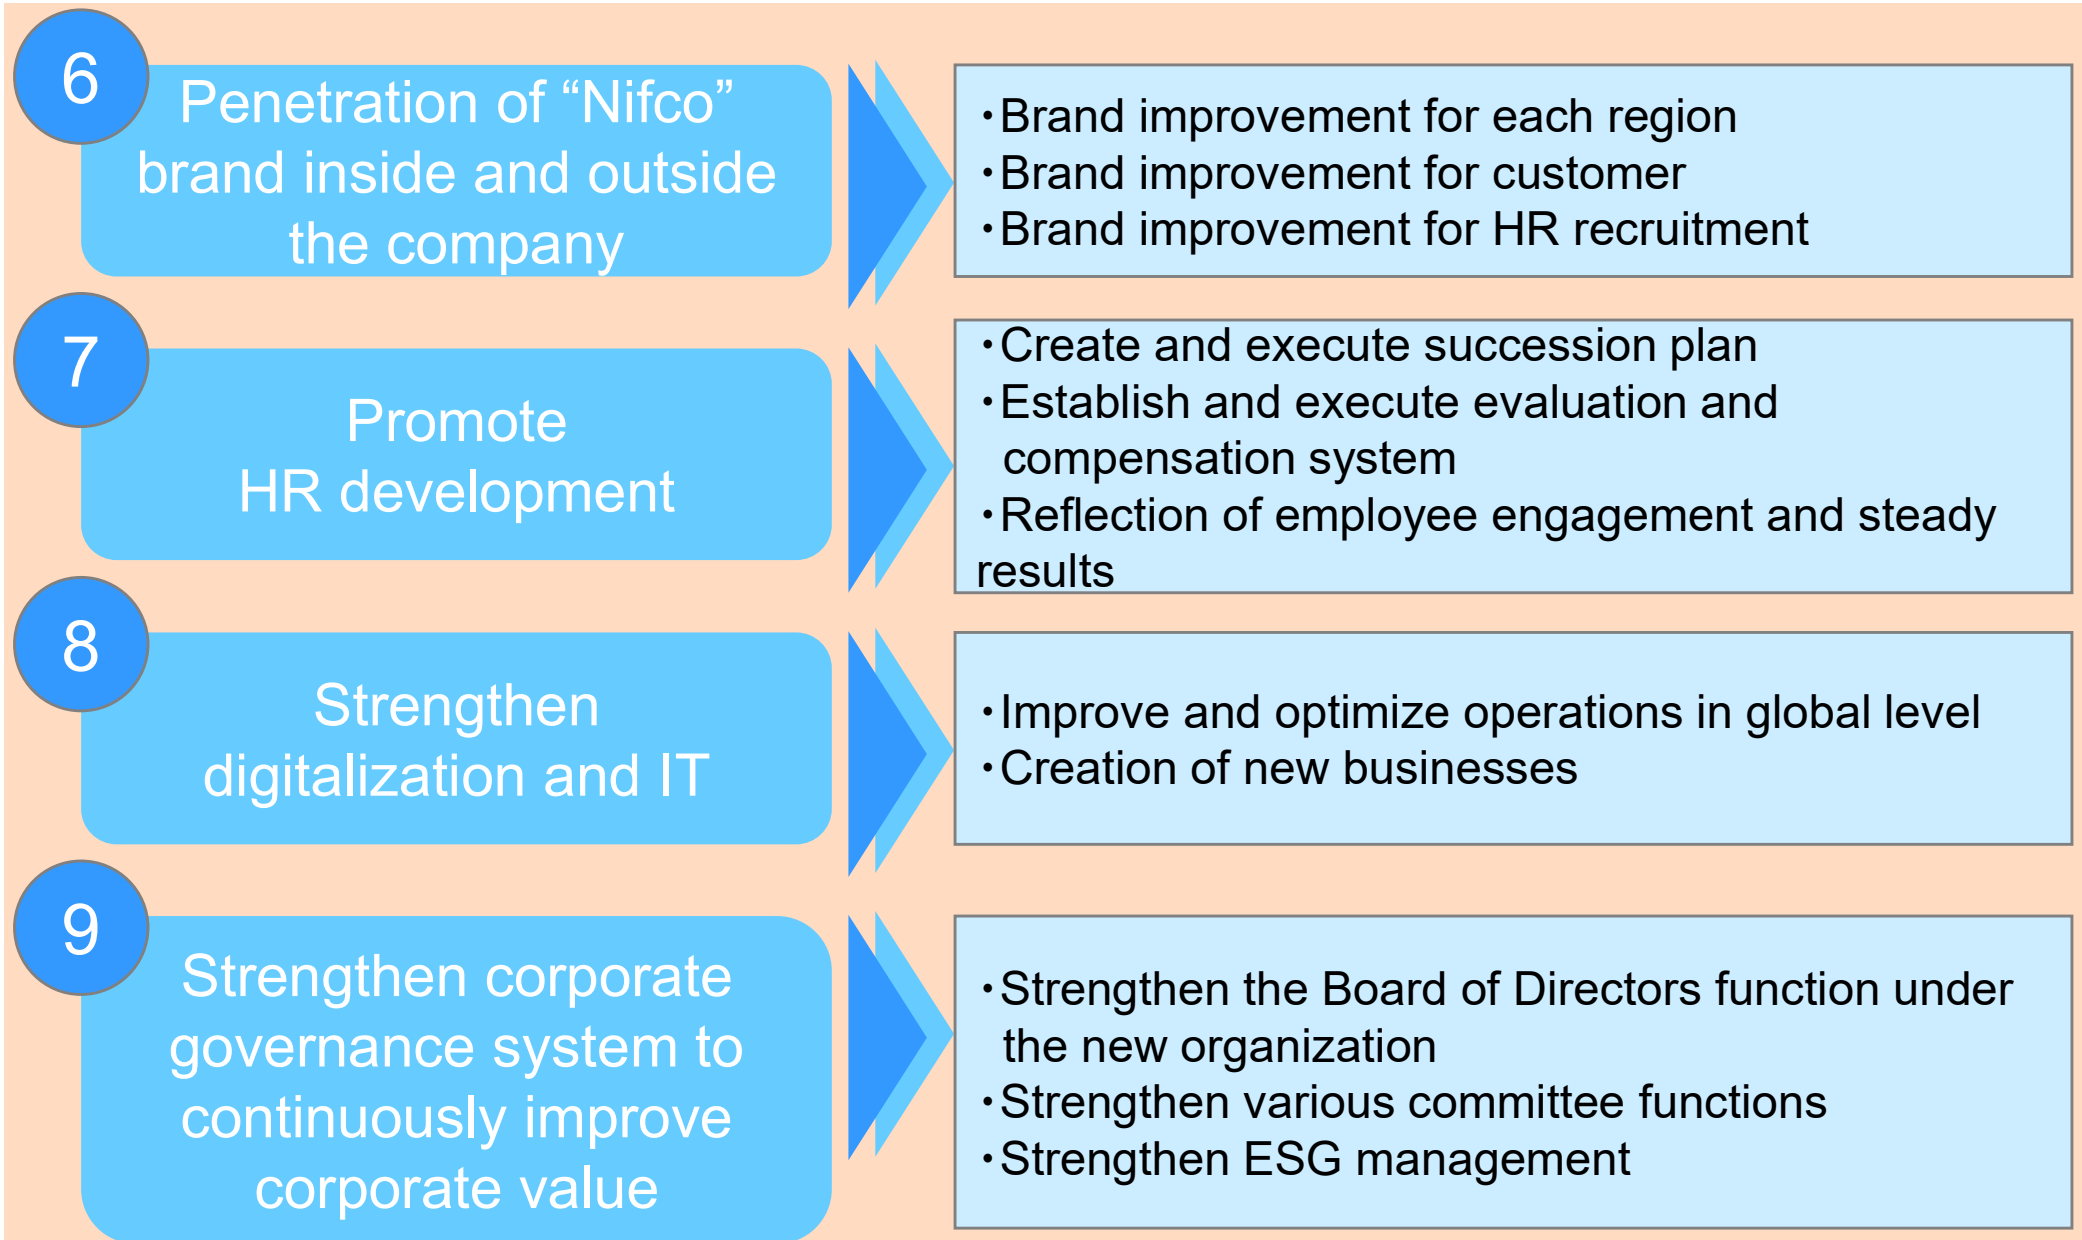 6
Penetration of “Nifco”
brand inside and outside
the company
・Brand improvement for each region
・Brand improvement for customer
・Brand improvement for HR recruitment
7
Promote
HR development
・Create and execute succession plan
・Establish and execute evaluation and
compensation system
・Reflection of employee engagement and steady
results
8
Strengthen
digitalization and IT
・Improve and optimize operations in global level
・Creation of new businesses
9
Strengthen corporate
governance system to
continuously improve
corporate value
・Strengthen the Board of Directors function under
the new organization
・Strengthen various committee functions
・Strengthen ESG management